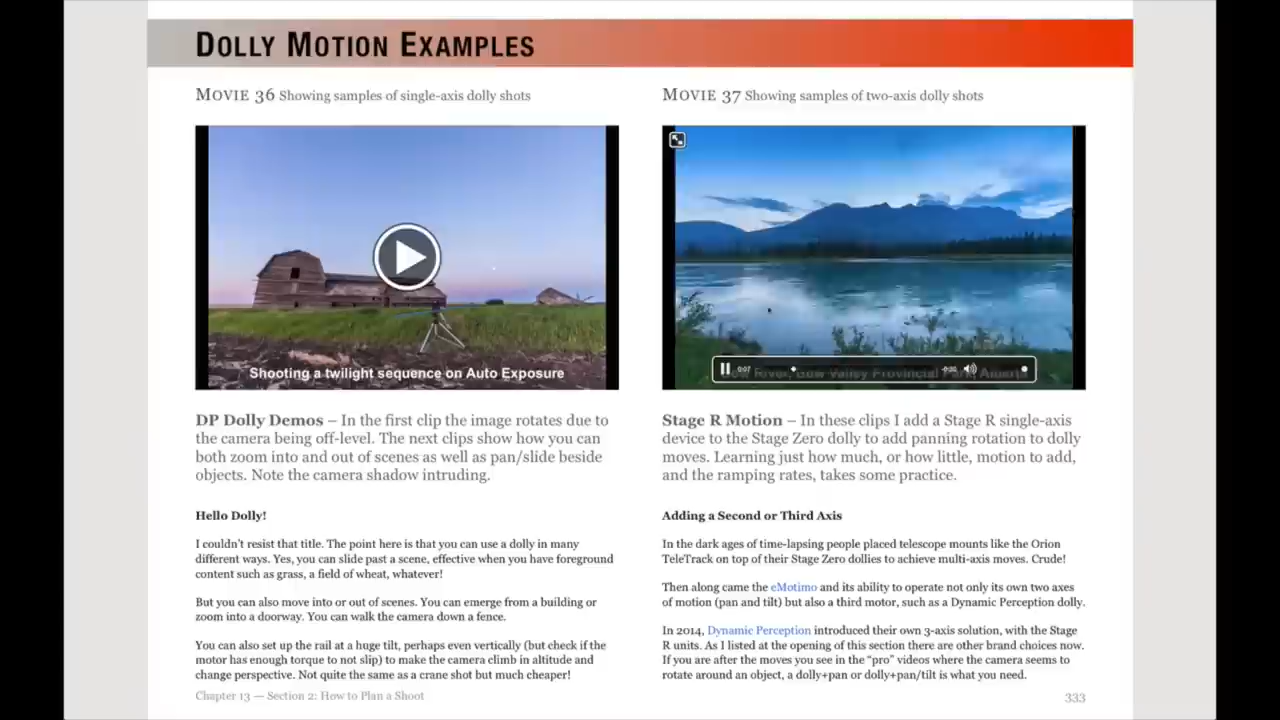 DOLLY MOTION EXAMPLES
MOVIE 36 Showing samples of single-axis dolly shots
Shooting a twilight sequence on Auto Exposure
DP Dolly Demos – In the first clip the image rotates due to
the camera being off-level. The next clips show how you can
both zoom into and out of scenes as well as pan/slide beside
objects. Note the camera shadow intruding.
Hello Dolly!
I couldn't resist that title. The point here is that you can use a dolly in many
different ways. Yes, you can slide past a scene, effective when you have foreground
content such as grass, a field of wheat, whatever!
But you can also move into or out of scenes. You can emerge from a building or
zoom into a doorway. You can walk the camera down a fence.
You can also set up the rail at a huge tilt, perhaps even vertically (but check if the
motor has enough torque to not slip) to make the camera climb in altitude and
change perspective. Not quite the same as a crane shot but much cheaper!
MOVIE 37 Showing samples of two-axis dolly shots
0:07
Bow River, Bow Valley Provincial Park, Alberta
Stage R Motion – In these clips I add a Stage R single-axis
device to the Stage Zero dolly to add panning rotation to dolly
moves. Learning just how much, or how little, motion to add,
and the ramping rates, takes some practice.
Adding a Second or Third Axis
In the dark ages of time-lapsing people placed telescope mounts like the Orion
TeleTrack on top of their Stage Zero dollies to achieve multi-axis moves. Crude!
Then along came the eMotimo and its ability to operate not only its own two axes
of motion (pan and tilt) but also a third motor, such as a Dynamic Perception dolly.
In 2014, Dynamic Perception introduced their own 3-axis solution, with the Stage
R units. As I listed at the opening of this section there are other brand choices now.
If you are after the moves you see in the "pro" videos where the camera seems to
rotate around an object, a dolly+pan or dolly+pan/tilt is what you need.
Chapter 13 — Section 2: How to Plan a Shoot
333